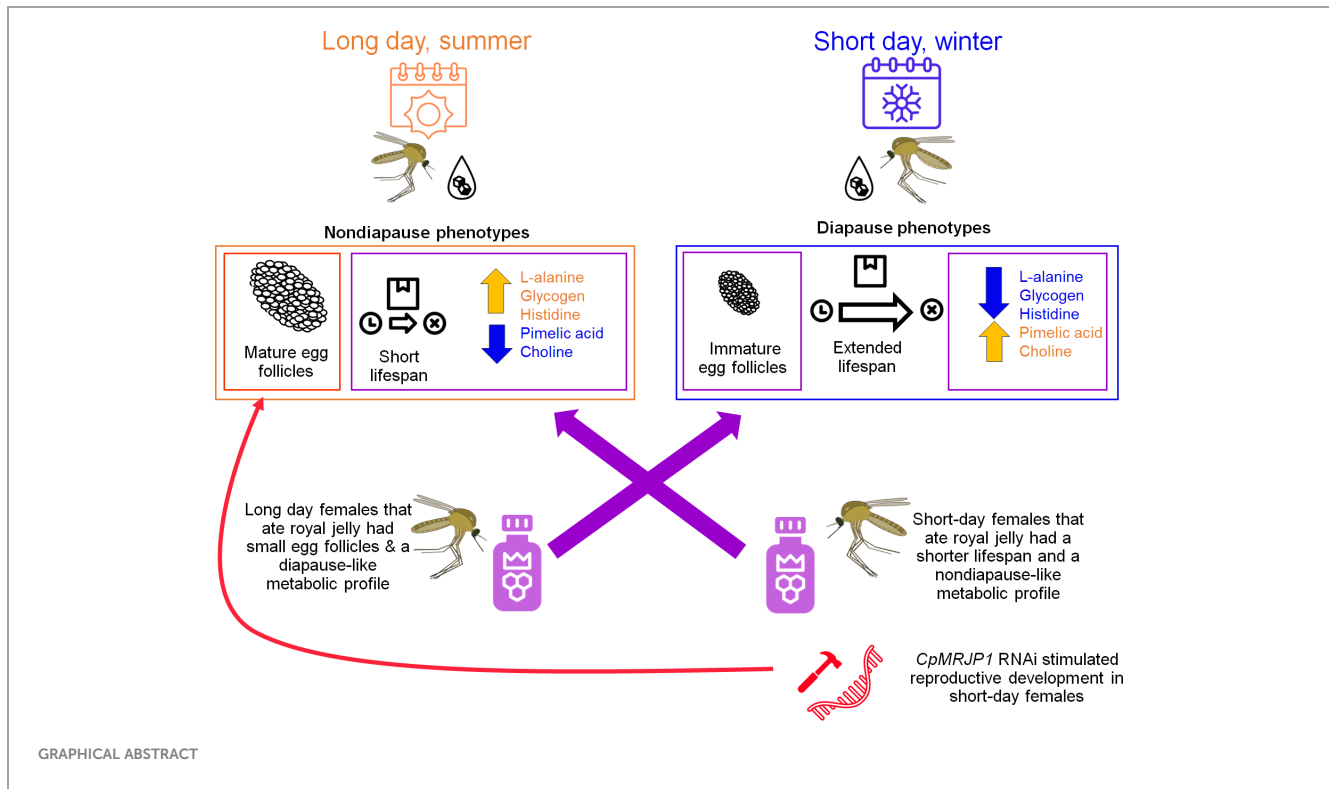 Long day, summer
Short day, winter
Nondiapause phenotypes
Mature egg
follicles
Short
lifespan
L-alanine
Glycogen
Histidine
Pimelic acid
Choline
Diapause phenotypes
Immature
egg follicles
Extended
lifespan
L-alanine
Glycogen
Histidine
Pimelic acid
Choline
Long day females that
ate royal jelly had
small egg follicles & a
diapause-like
metabolic profile
Short-day females that
ate royal jelly had a
shorter lifespan and a
nondiapause-like
metabolic profile
CpMRJP1 RNAi stimulated
reproductive development in
short-day females
GRAPHICAL ABSTRACT